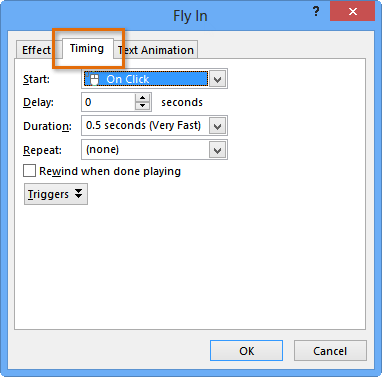 Fly In
?
Effect Timing Text Animation
Start: On Click
Delay: 0 seconds
Duration: 0.5 seconds (Very Fast)
Repeat: (none)
Rewind when done playing
Triggers
OK Cancel